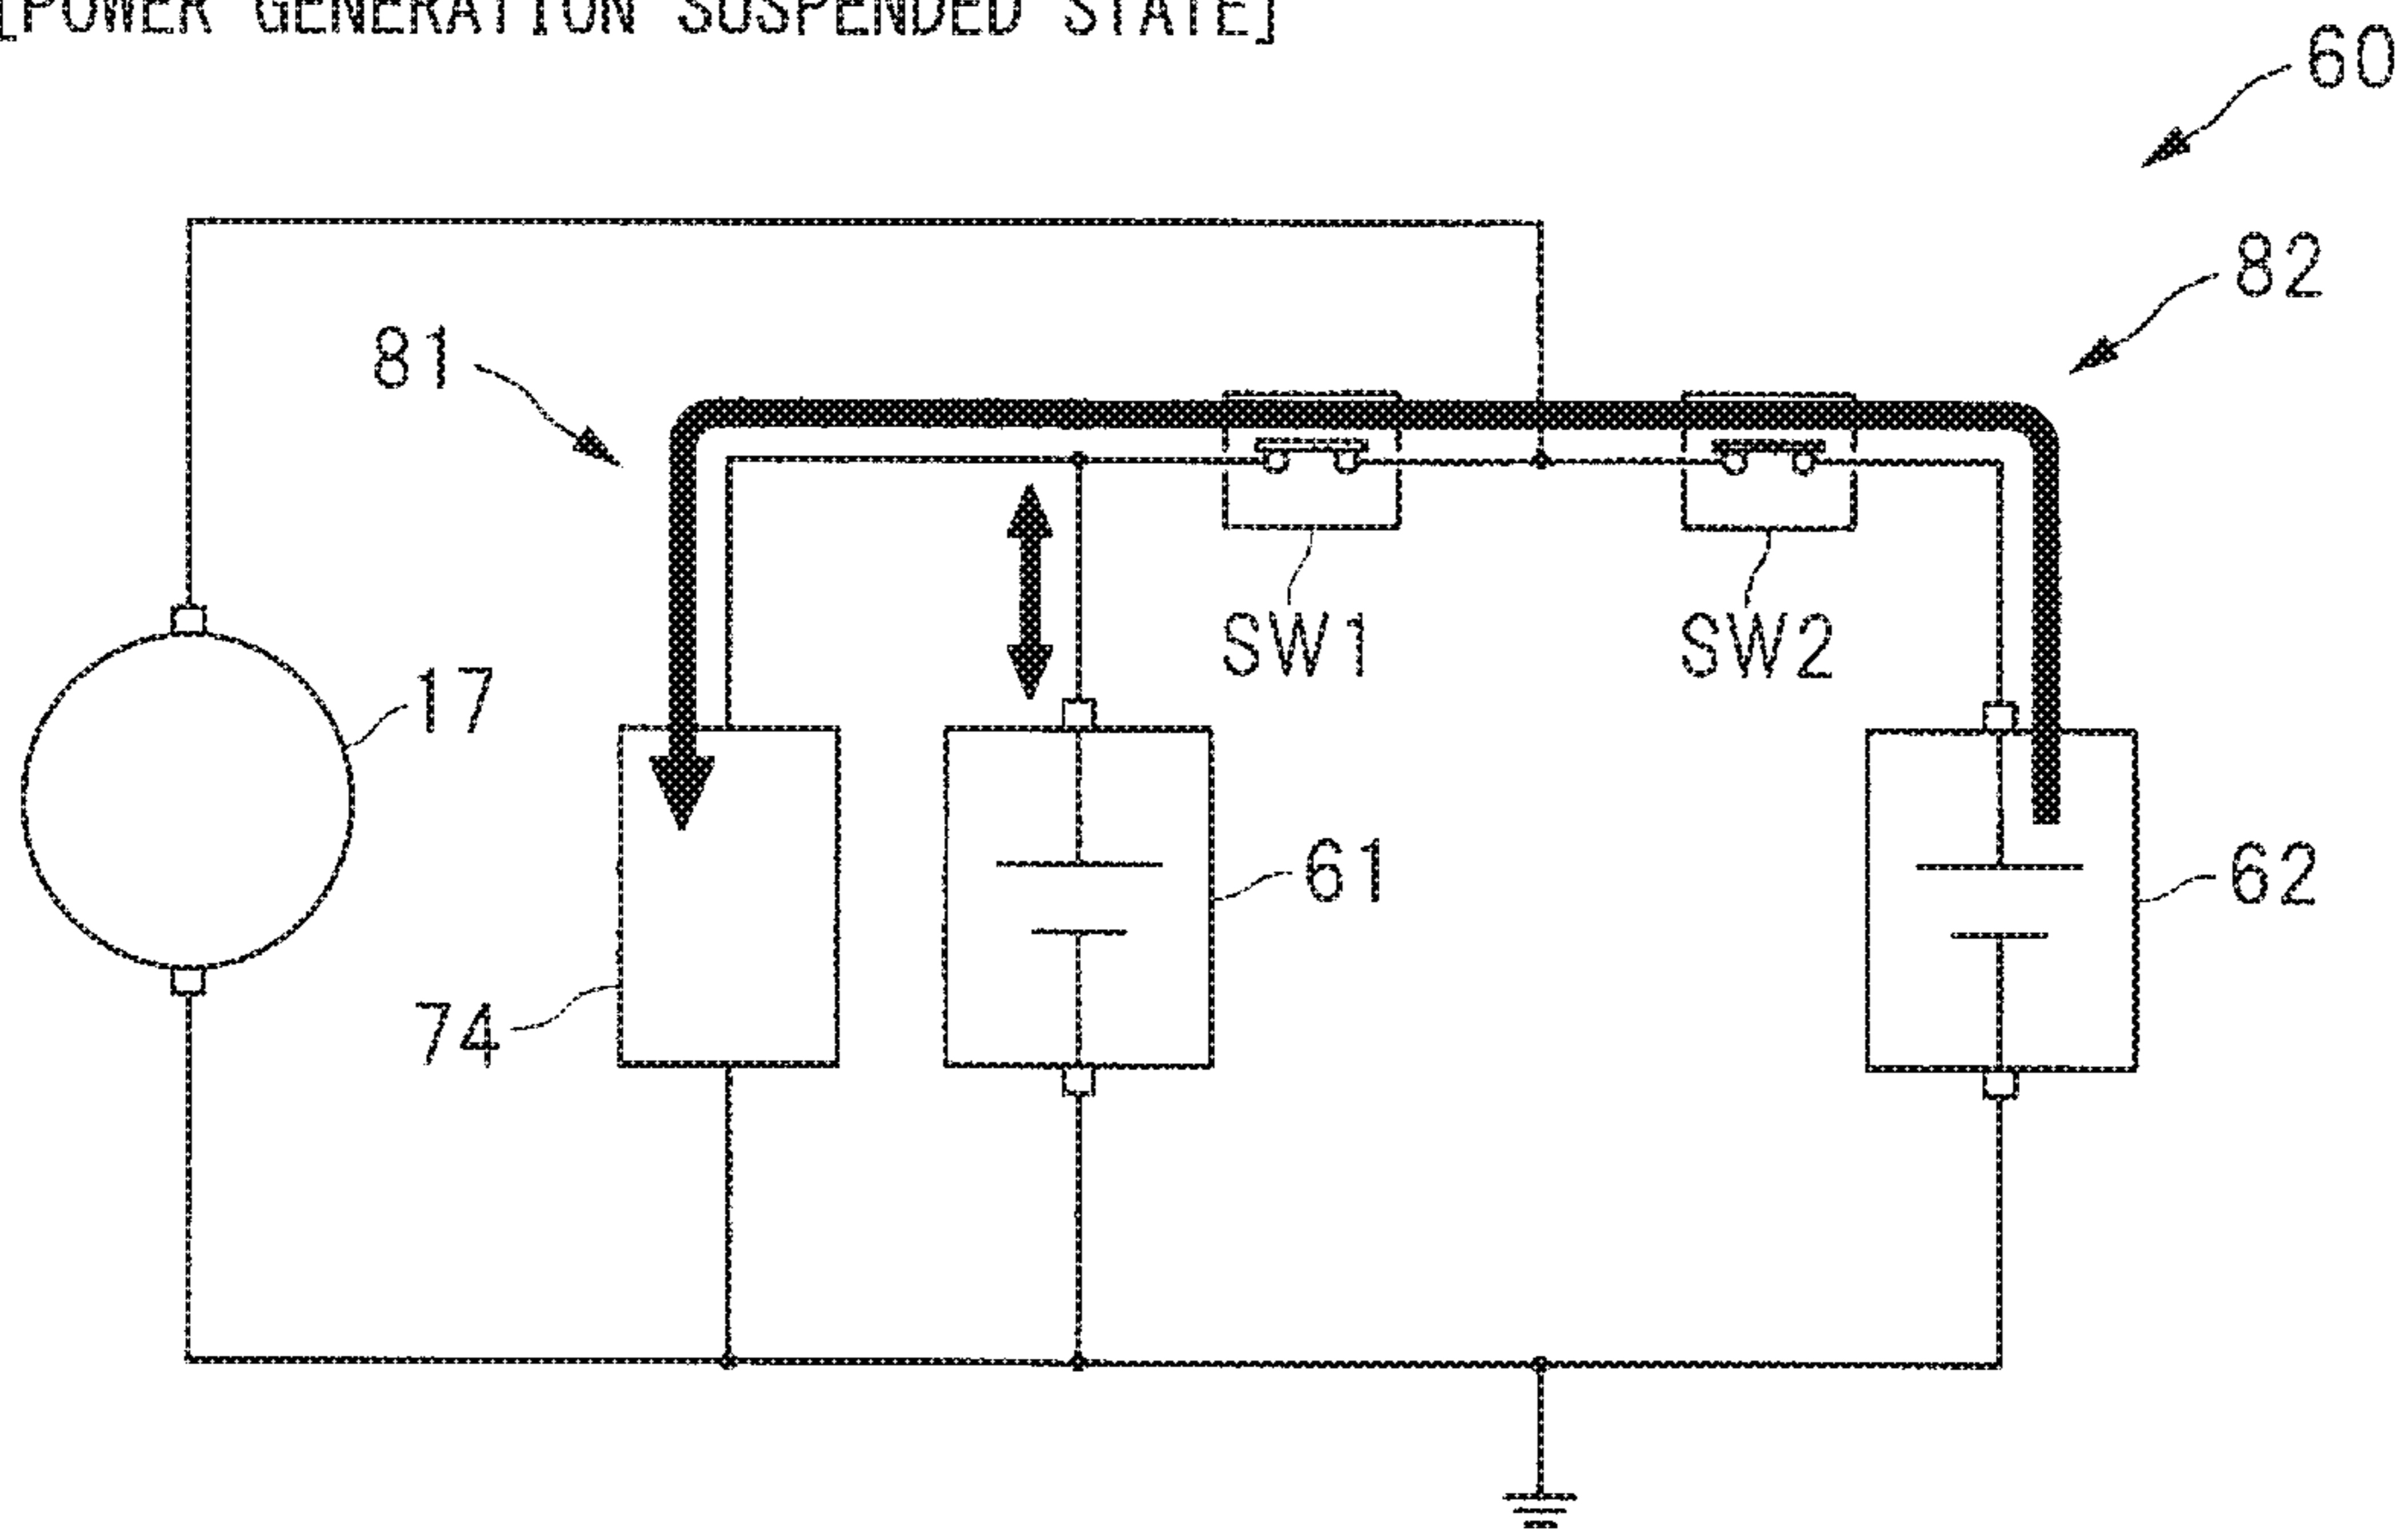 [POWER GENERATION SUSPENDED STATE]
60
82
81
SW1
SW2
17
61
62
74